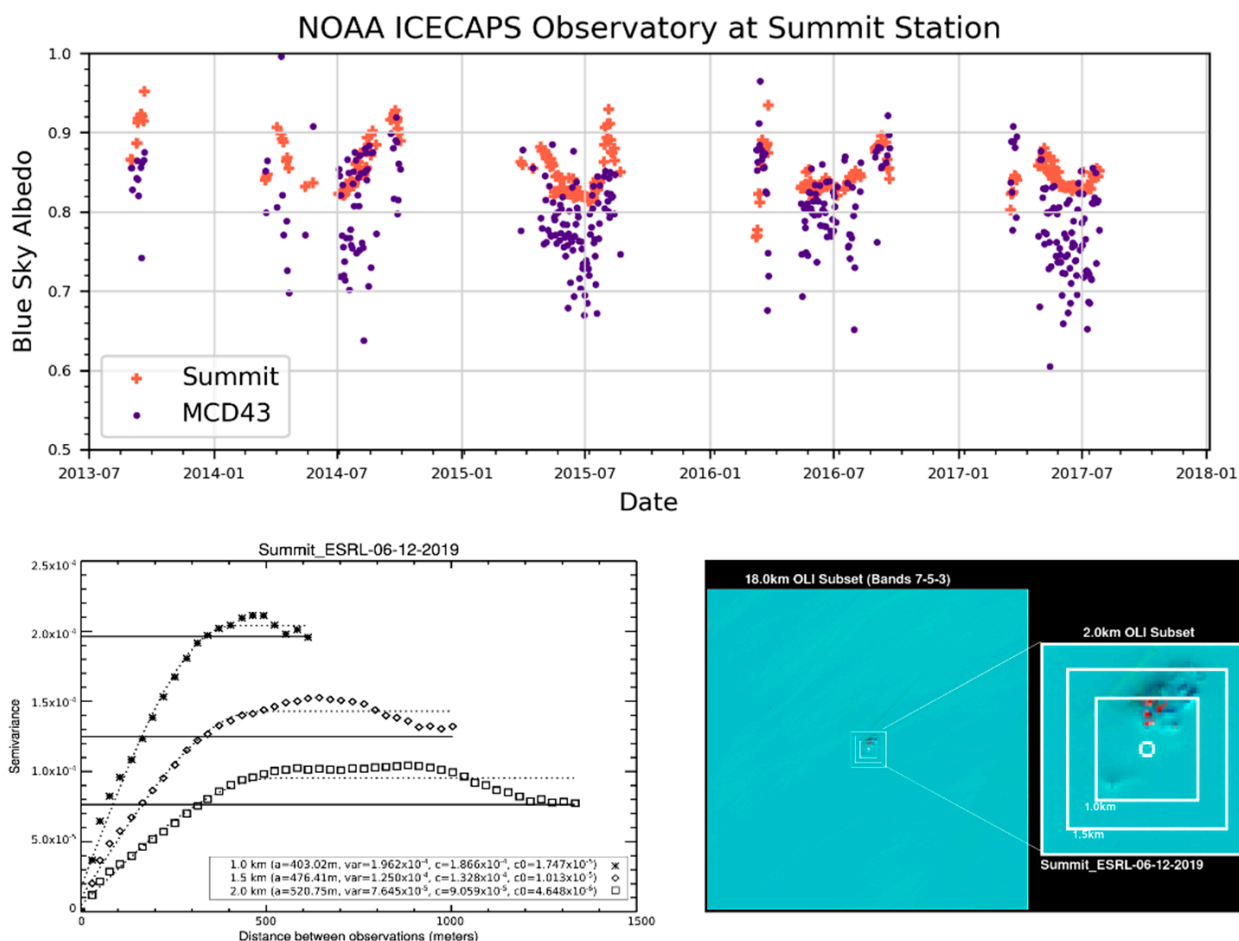 NOAA ICECAPS Observatory at Summit Station
Blue Sky Albedo
1.0
0.9
0.8
0.7
0.6
0.5
Summit
MCD43
2013-07 2014-01 2014-07 2015-01 2015-07 2016-01 2016-07 2017-01 2017-07 2018-01
Date
Summit_ESRL-06-12-2019
Semivariance
2.5x10⁻⁴
2.0x10⁻⁴
1.5x10⁻⁴
1.0x10⁻⁴
5.0x10⁻⁵
0
1.0 km (a=403.02m, var=1.962x10⁻⁴, c=1.866x10⁻⁴, c0=1.747x10⁻⁵)
1.5 km (a=476.41m, var=1.250x10⁻⁴, c=1.328x10⁻⁴, c0=1.013x10⁻⁵)
2.0 km (a=520.75m, var=7.645x10⁻⁵, c=9.059x10⁻⁵, c0=4.648x10⁻⁶)
0 500 1000 1500
Distance between observations (meters)
18.0km OLI Subset (Bands 7-5-3)
2.0km OLI Subset
1.0km
1.5km
Summit_ESRL-06-12-2019